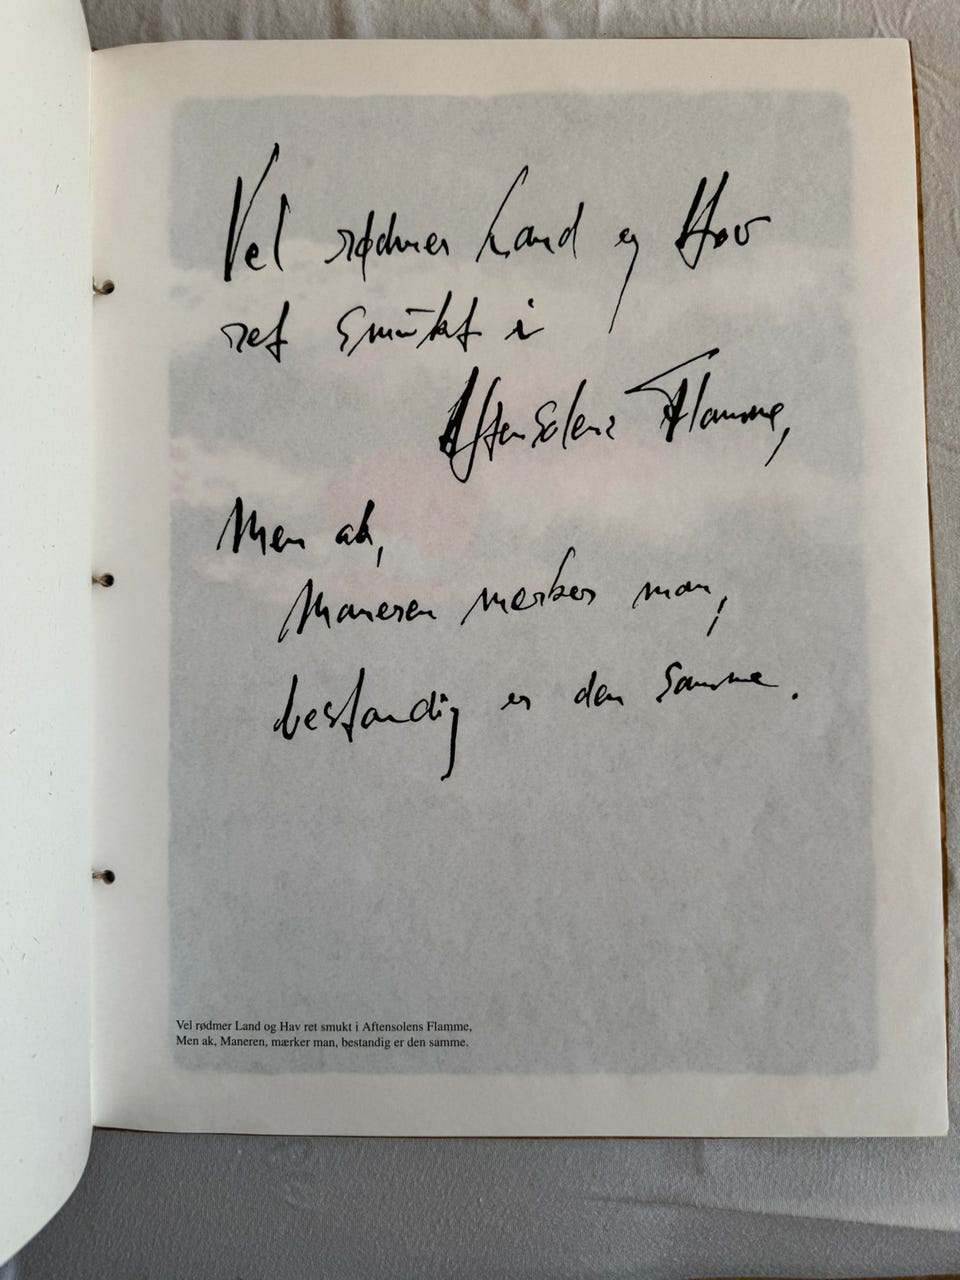 Vel rødmer Land og Hav
ret smukt i
Aftensolens Flamme,
Men ak,
Maneren mærker man,
bestandig er den samme.
Vel rødmer Land og Hav ret smukt i Aftensolens Flamme,
Men ak, Maneren, mærker man, bestandig er den samme.